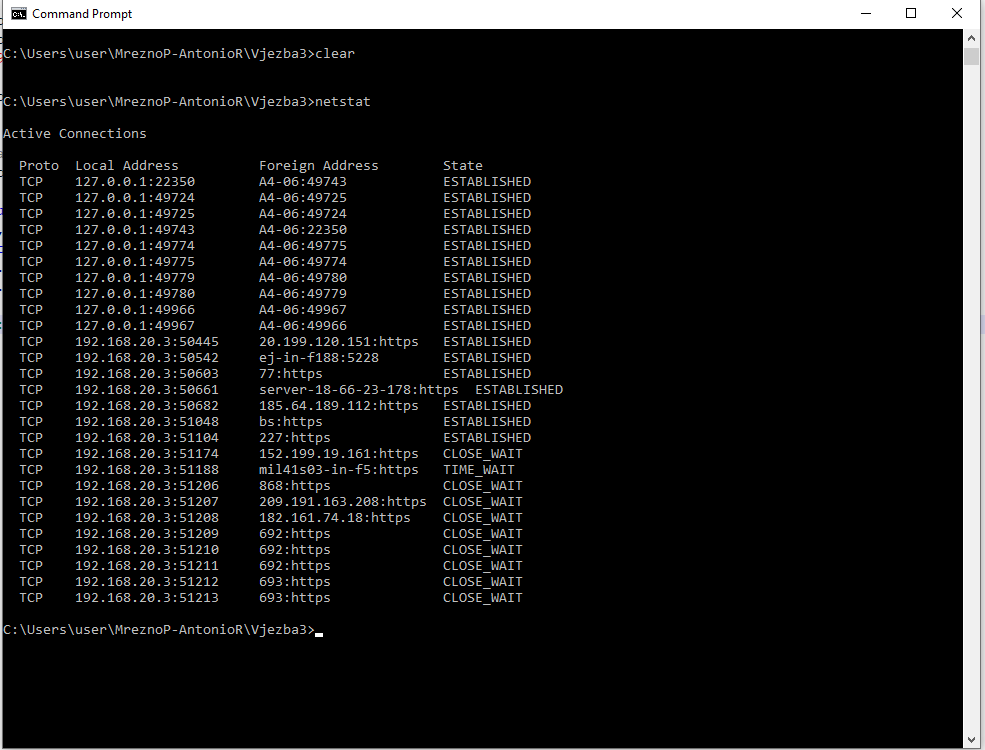 Command Prompt
C:\Users\user\MreznoP-AntonioR\Vjezba3>clear
C:\Users\user\MreznoP-AntonioR\Vjezba3>netstat
Active Connections
  Proto  Local Address          Foreign Address        State
  TCP    127.0.0.1:22350        A4-06:49743            ESTABLISHED
  TCP    127.0.0.1:49724        A4-06:49725            ESTABLISHED
  TCP    127.0.0.1:49725        A4-06:49724            ESTABLISHED
  TCP    127.0.0.1:49743        A4-06:22350            ESTABLISHED
  TCP    127.0.0.1:49774        A4-06:49775            ESTABLISHED
  TCP    127.0.0.1:49775        A4-06:49774            ESTABLISHED
  TCP    127.0.0.1:49779        A4-06:49780            ESTABLISHED
  TCP    127.0.0.1:49780        A4-06:49779            ESTABLISHED
  TCP    127.0.0.1:49966        A4-06:49967            ESTABLISHED
  TCP    127.0.0.1:49967        A4-06:49966            ESTABLISHED
  TCP    192.168.20.3:50445     20.199.120.151:https   ESTABLISHED
  TCP    192.168.20.3:50542     ej-in-f188:5228        ESTABLISHED
  TCP    192.168.20.3:50603     77:https               ESTABLISHED
  TCP    192.168.20.3:50661     server-18-66-23-178:https  ESTABLISHED
  TCP    192.168.20.3:50682     185.64.189.112:https   ESTABLISHED
  TCP    192.168.20.3:51048     bs:https               ESTABLISHED
  TCP    192.168.20.3:51104     227:https              ESTABLISHED
  TCP    192.168.20.3:51174     152.199.19.161:https   CLOSE_WAIT
  TCP    192.168.20.3:51188     mil41s03-in-f5:https   TIME_WAIT
  TCP    192.168.20.3:51206     868:https              CLOSE_WAIT
  TCP    192.168.20.3:51207     209.191.163.208:https  CLOSE_WAIT
  TCP    192.168.20.3:51208     182.161.74.18:https    CLOSE_WAIT
  TCP    192.168.20.3:51209     692:https              CLOSE_WAIT
  TCP    192.168.20.3:51210     692:https              CLOSE_WAIT
  TCP    192.168.20.3:51211     692:https              CLOSE_WAIT
  TCP    192.168.20.3:51212     693:https              CLOSE_WAIT
  TCP    192.168.20.3:51213     693:https              CLOSE_WAIT
C:\Users\user\MreznoP-AntonioR\Vjezba3>